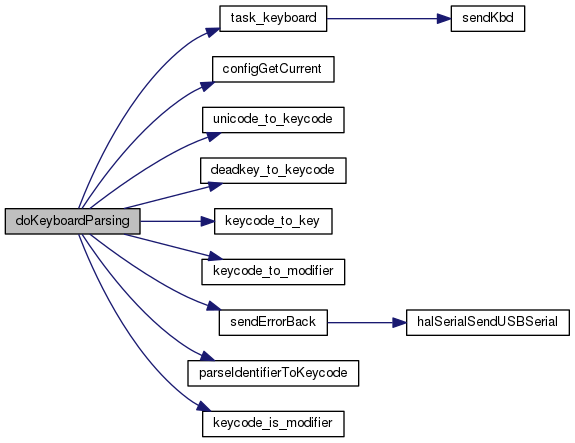 task_keyboard
sendKbd
configGetCurrent
unicode_to_keycode
deadkey_to_keycode
doKeyboardParsing
keycode_to_key
keycode_to_modifier
sendErrorBack
halSerialSendUSBSerial
parseIdentifierToKeycode
keycode_is_modifier